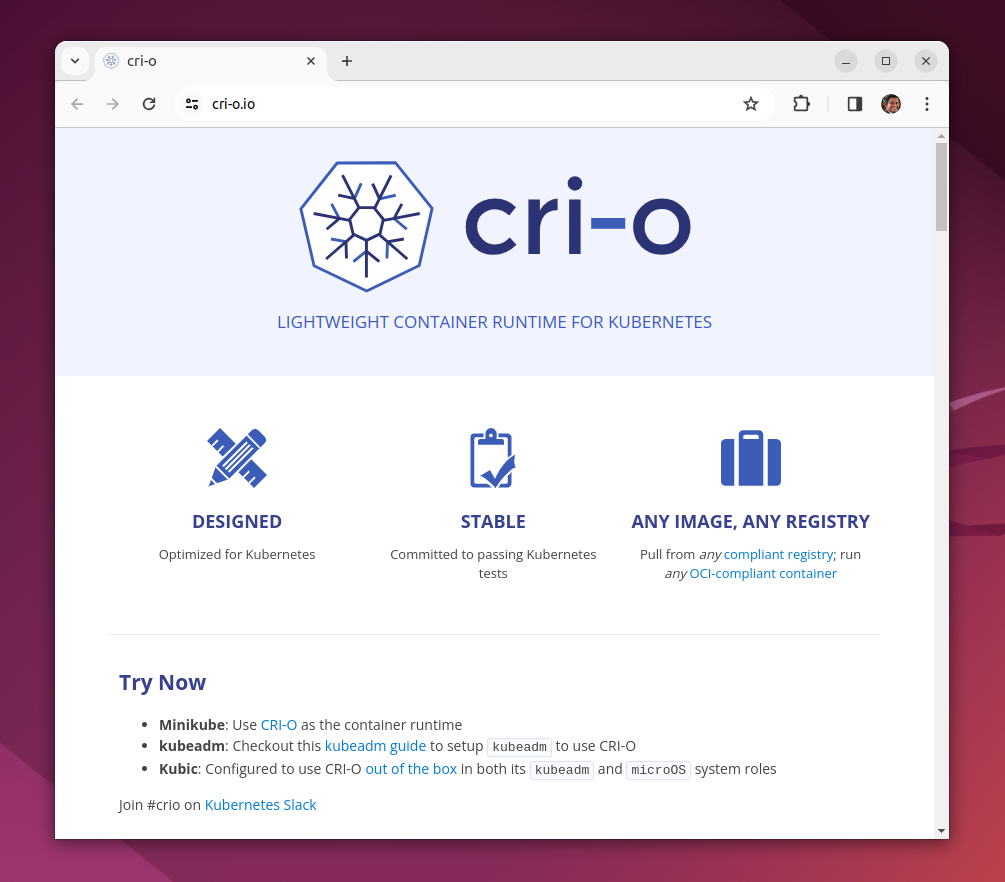 cri-o
cri-o.io
cri-o
LIGHTWEIGHT CONTAINER RUNTIME FOR KUBERNETES
DESIGNED
Optimized for Kubernetes
STABLE
Committed to passing Kubernetes
tests
ANY IMAGE, ANY REGISTRY
Pull from any compliant registry; run
any OCI-compliant container
Try Now
• Minikube: Use CRI-O as the container runtime
• kubeadm: Checkout this kubeadm guide to setup kubeadm to use CRI-O
• Kubic: Configured to use CRI-O out of the box in both its kubeadm and microOS system roles
Join #crio on Kubernetes Slack